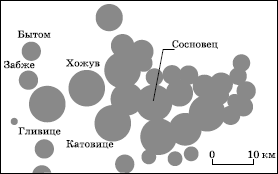 Бытом
Забже
Хожув
Сосновец
Гливице
Катовице
0 10 км